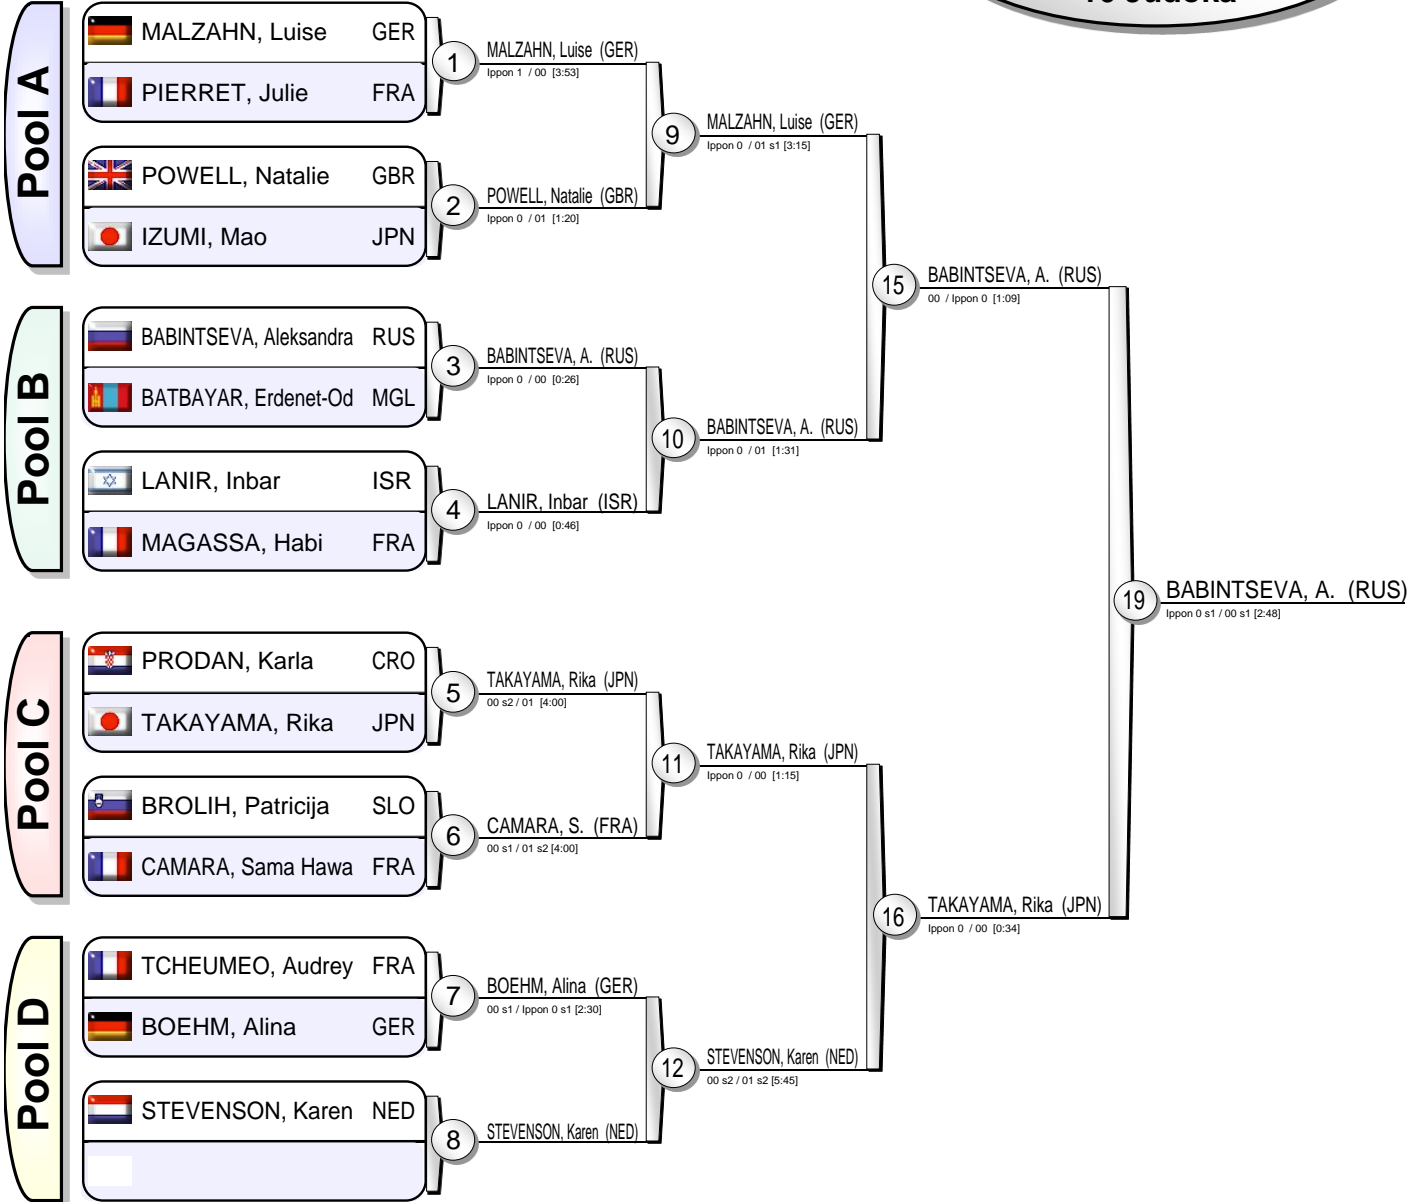 Judoka
Pool A
MALZAHN, Luise GER
PIERRET, Julie FRA
POWELL, Natalie GBR
IZUMI, Mao JPN
1
MALZAHN, Luise (GER)
Ippon 1 / 00 [3:53]
2
POWELL, Natalie (GBR)
Ippon 0 / 01 [1:20]
9
MALZAHN, Luise (GER)
Ippon 0 / 01 s1 [3:15]
Pool B
BABINTSEVA, Aleksandra RUS
BATBAYAR, Erdenet-Od MGL
LANIR, Inbar ISR
MAGASSA, Habi FRA
3
BABINTSEVA, A. (RUS)
Ippon 0 / 00 [0:26]
4
LANIR, Inbar (ISR)
Ippon 0 / 00 [0:46]
10
BABINTSEVA, A. (RUS)
Ippon 0 / 01 [1:31]
15
BABINTSEVA, A. (RUS)
00 / Ippon 0 [1:09]
Pool C
PRODAN, Karla CRO
TAKAYAMA, Rika JPN
BROLIH, Patricija SLO
CAMARA, Sama Hawa FRA
5
TAKAYAMA, Rika (JPN)
00 s2 / 01 [4:00]
6
CAMARA, S. (FRA)
00 s1 / 01 s2 [4:00]
11
TAKAYAMA, Rika (JPN)
Ippon 0 / 00 [1:15]
Pool D
TCHEUMEO, Audrey FRA
BOEHM, Alina GER
STEVENSON, Karen NED
7
BOEHM, Alina (GER)
00 s1 / Ippon 0 s1 [2:30]
8
STEVENSON, Karen (NED)
12
STEVENSON, Karen (NED)
00 s2 / 01 s2 [5:45]
16
TAKAYAMA, Rika (JPN)
Ippon 0 / 00 [0:34]
19
BABINTSEVA, A. (RUS)
Ippon 0 s1 / 00 s1 [2:48]